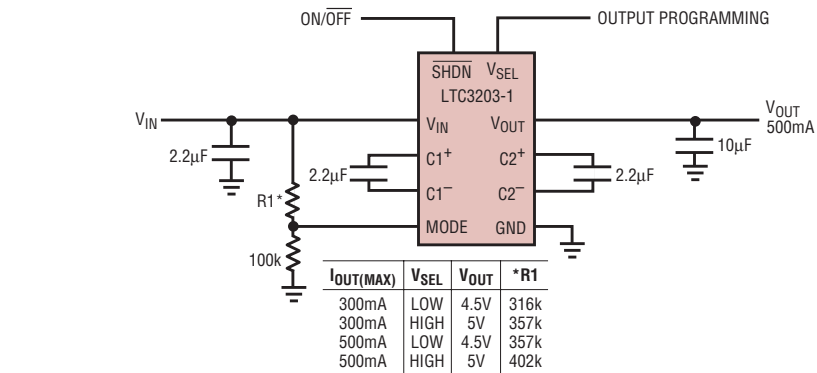 ON/OFF
OUTPUT PROGRAMMING
SHDN VSEL
LTC3203-1
VIN
VIN VOUT
VOUT
500mA
2.2µF
C1+ C2+
10µF
2.2µF
2.2µF
C1– C2–
R1*
MODE GND
100k
IOUT(MAX) VSEL VOUT *R1
300mA LOW 4.5V 316k
300mA HIGH 5V 357k
500mA LOW 4.5V 357k
500mA HIGH 5V 402k